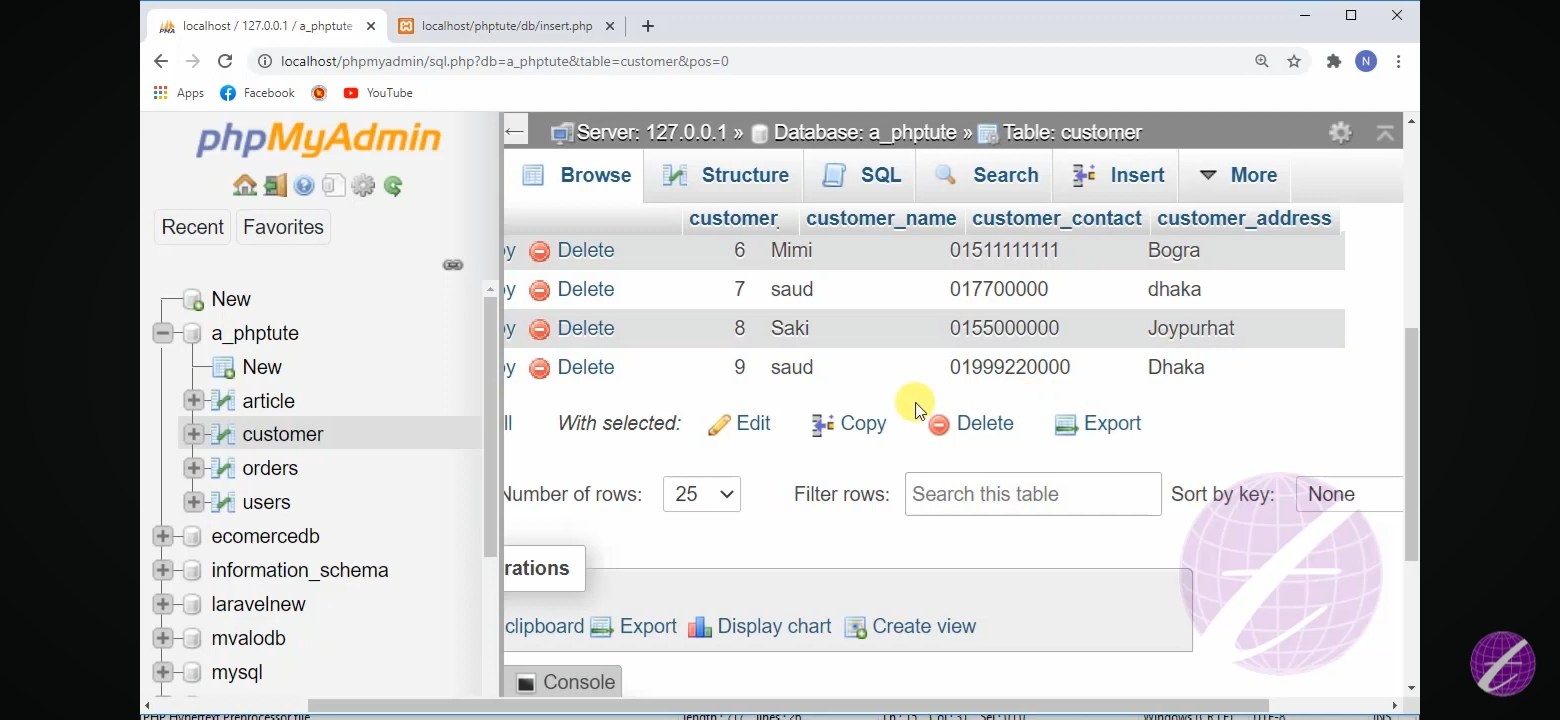 localhost / 127.0.0.1 / a_phptute
localhost/phptute/db/insert.php
localhost/phpmyadmin/sql.php?db=a_phptute&table=customer&pos=0
N
Apps Facebook YouTube
phpMyAdmin
Recent Favorites
New
a_phptute
New
article
customer
orders
users
ecomercedb
information_schema
laravelnew
mvalodb
mysql
Server: 127.0.0.1 » Database: a_phptute » Table: customer
Browse Structure SQL Search Insert More
customer_ customer_name customer_contact customer_address
py Delete 6 Mimi 01511111111 Bogra
py Delete 7 saud 017700000 dhaka
py Delete 8 Saki 0155000000 Joypurhat
py Delete 9 saud 01999220000 Dhaka
ll With selected: Edit Copy Delete Export
Number of rows: 25 Filter rows: Search this table Sort by key: None
rations
clipboard Export Display chart Create view
Console